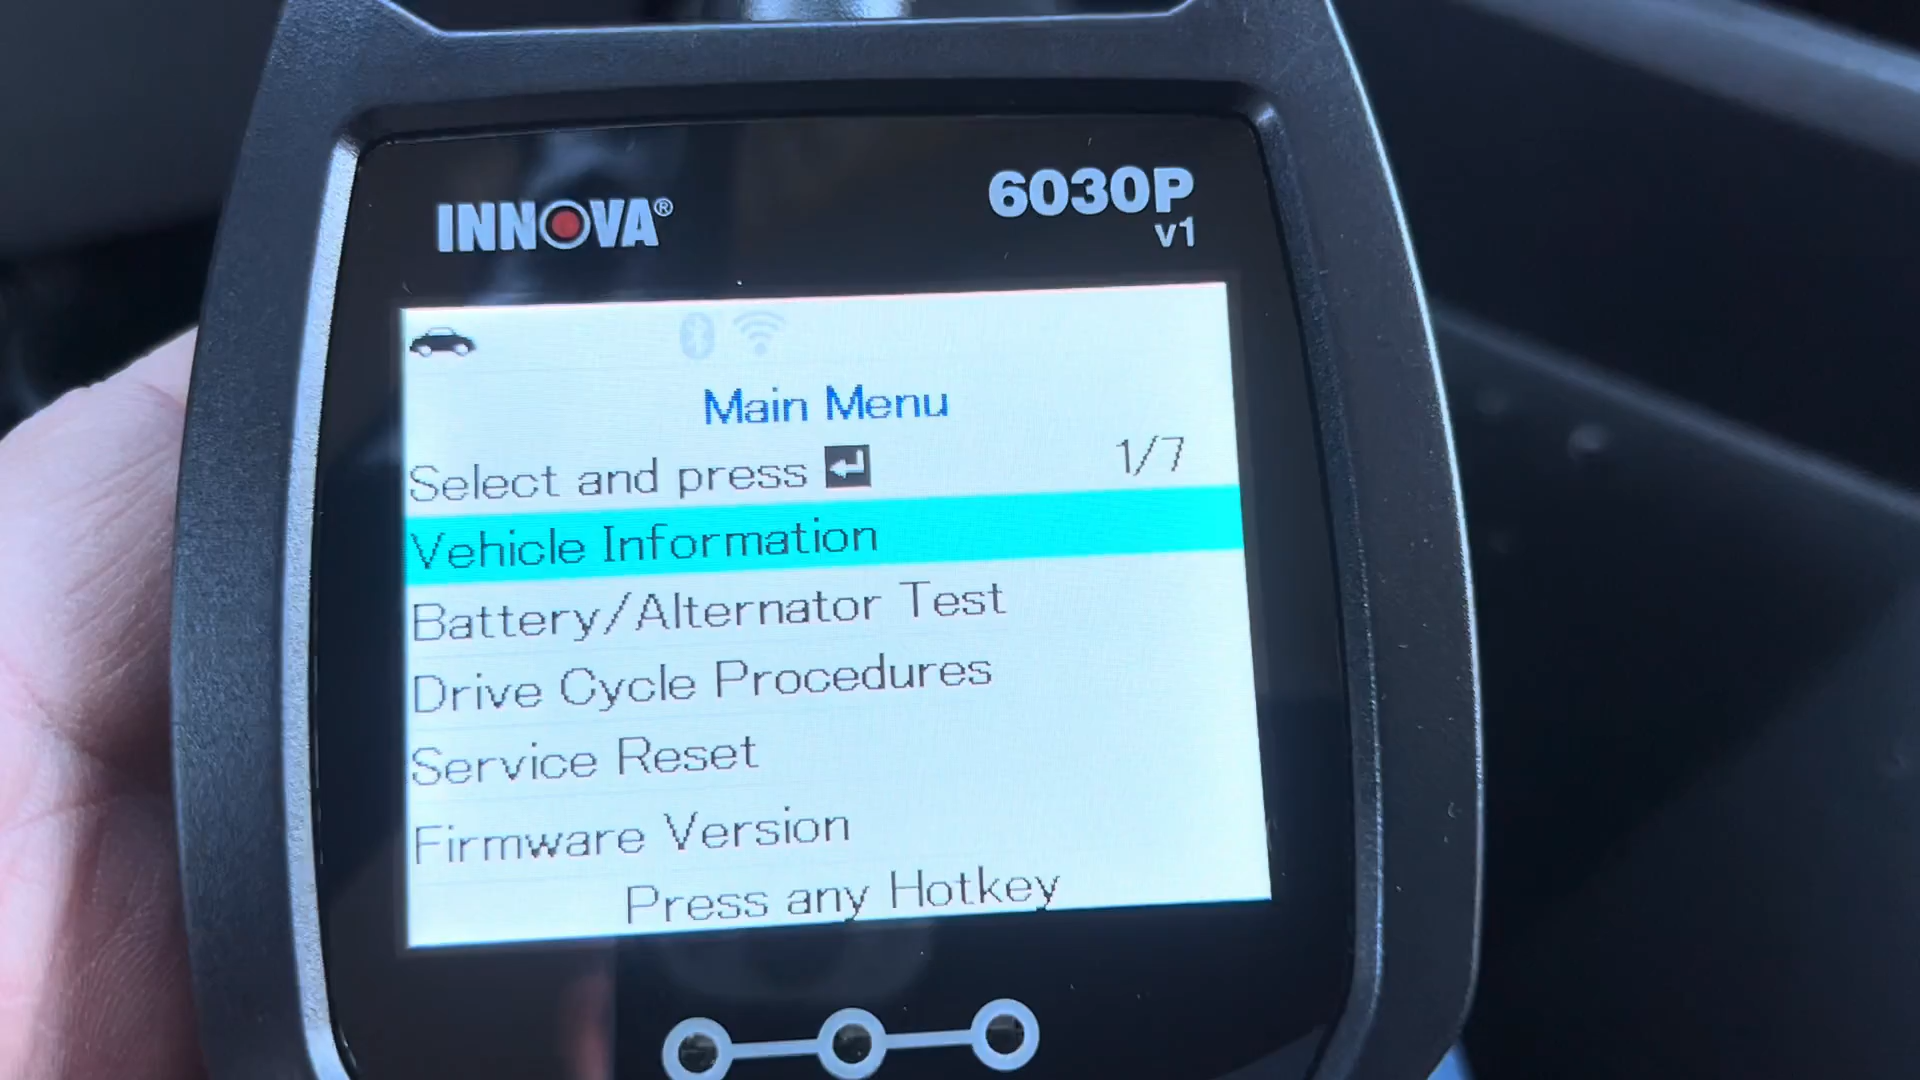 INNOVA®
6030P
v1
Main Menu
Select and press
1/7
Vehicle Information
Battery/Alternator Test
Drive Cycle Procedures
Service Reset
Firmware Version
Press any Hotkey